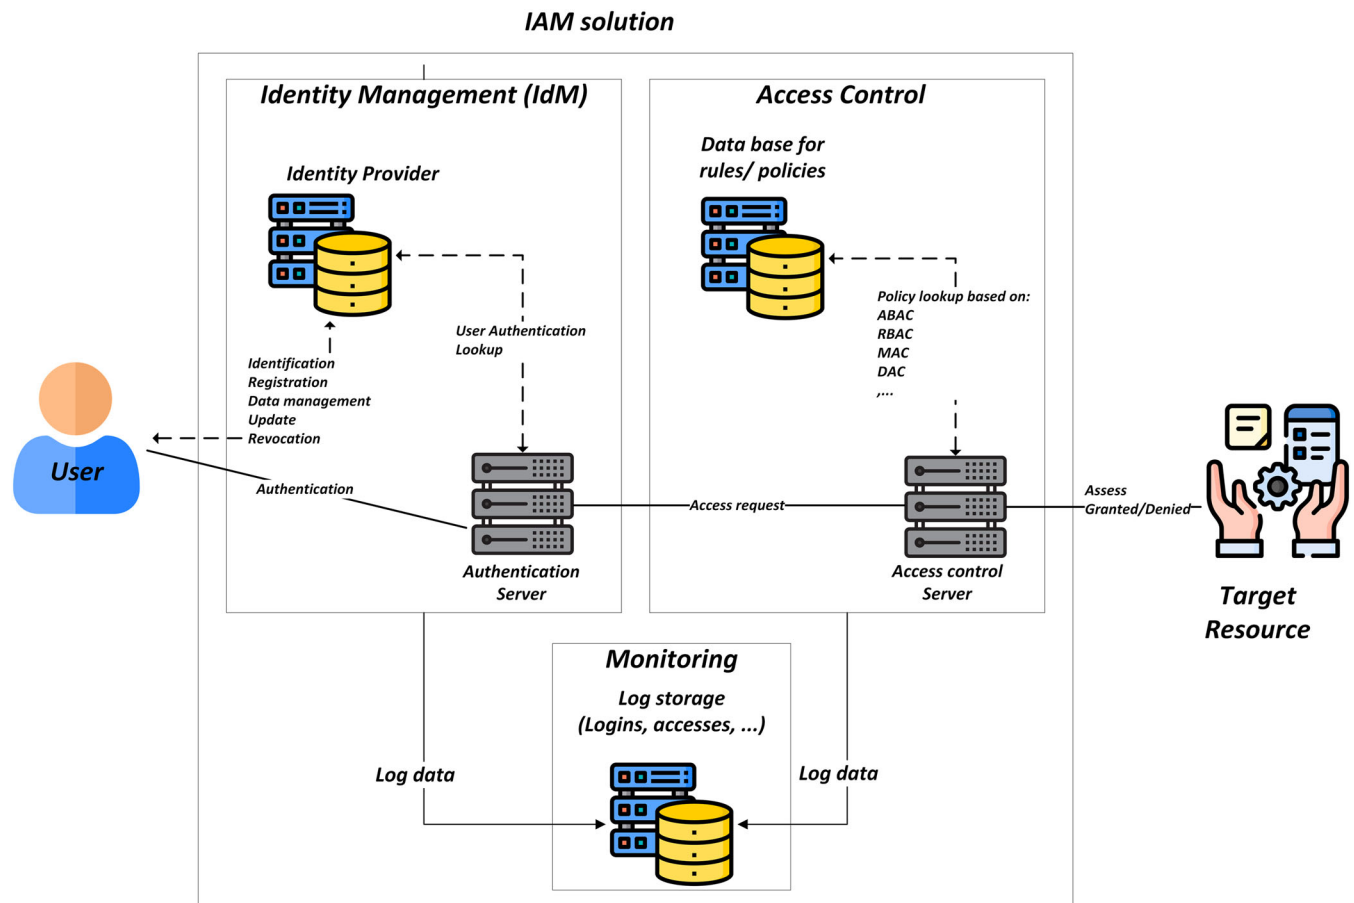 IAM solution
Identity Management (IdM)
Identity Provider
User Authentication
Lookup
Identification
Registration
Data management
Update
Revocation
User
Authentication
Authentication
Server
Access Control
Data base for
rules/ policies
Policy lookup based on:
ABAC
RBAC
MAC
DAC
,...
Access request
Access control
Server
Assess
Granted/Denied
Target
Resource
Monitoring
Log storage
(Logins, accesses, ...)
Log data
Log data